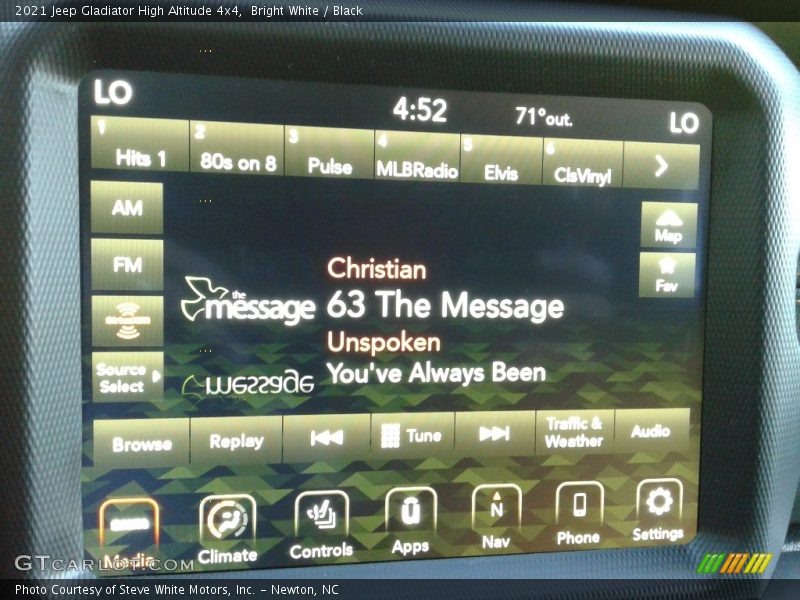 2021 Jeep Gladiator High Altitude 4x4, Bright White / Black
LO 4:52 71°out. LO
1 Hits 1 2 80s on 8 3 Pulse 4 MLBRadio 5 Elvis 6 ClsVinyl
AM
Map
FM
Fav
Christian
the message 63 The Message
Unspoken
You've Always Been
Source Select
message
Browse Replay Tune Traffic & Weather Audio
N
Media Climate Controls Apps Nav Phone Settings
GTCARLOT.COM
Photo Courtesy of Steve White Motors, Inc. – Newton, NC